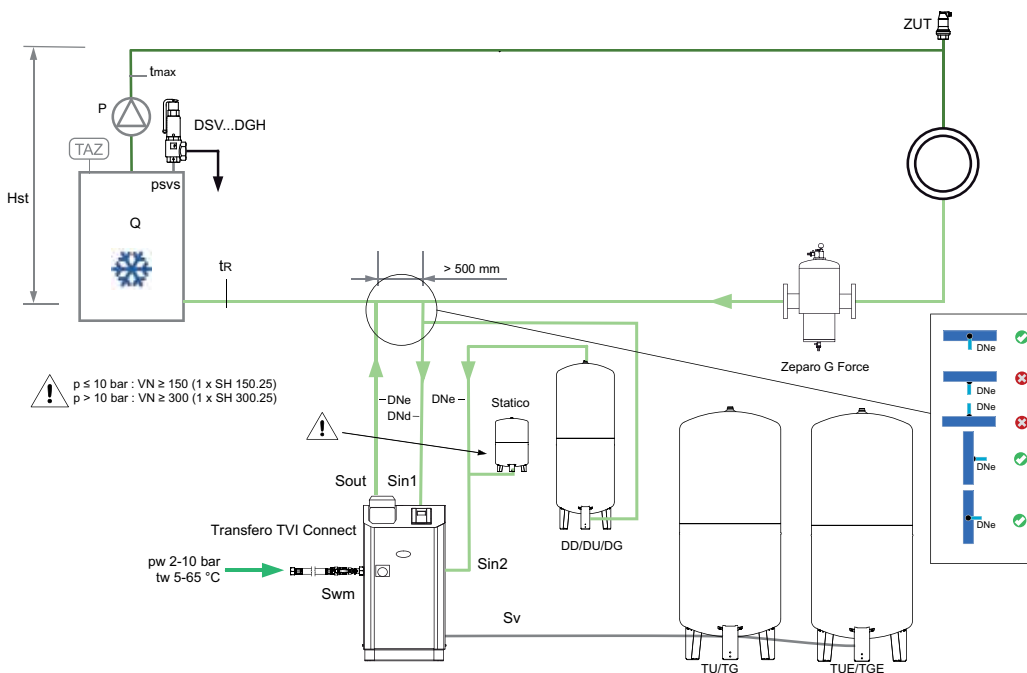 ZUT
tmax
P
DSV...DGH
TAZ
psvs
Hst
Q
tR
> 500 mm
Zeparo G Force
DNe
DNe
DNe
DNe
DNe
p ≤ 10 bar : VN ≥ 150 (1 x SH 150.25)
p > 10 bar : VN ≥ 300 (1 x SH 300.25)
DNe
DNd
DNe
Statico
Sout
Sin1
Transfero TVI Connect
DD/DU/DG
pw 2-10 bar
tw 5-65 °C
Sin2
Swm
Sv
TU/TG
TUE/TGE